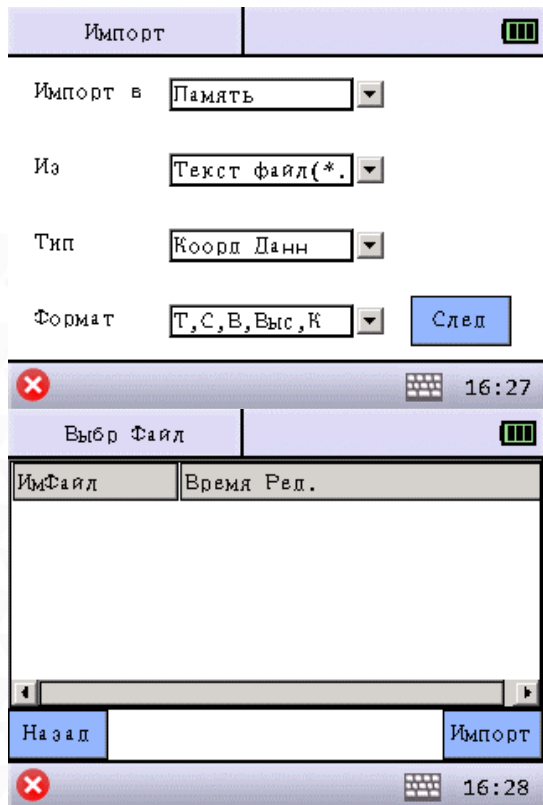 Импорт
Импорт в Память
Из Текст файл(*.
Тип Коорд Данн
Формат Т,С,В,Выс,К След
16:27
Выбр Файл
ИмФайл Время Ред.
Назад Импорт
16:28